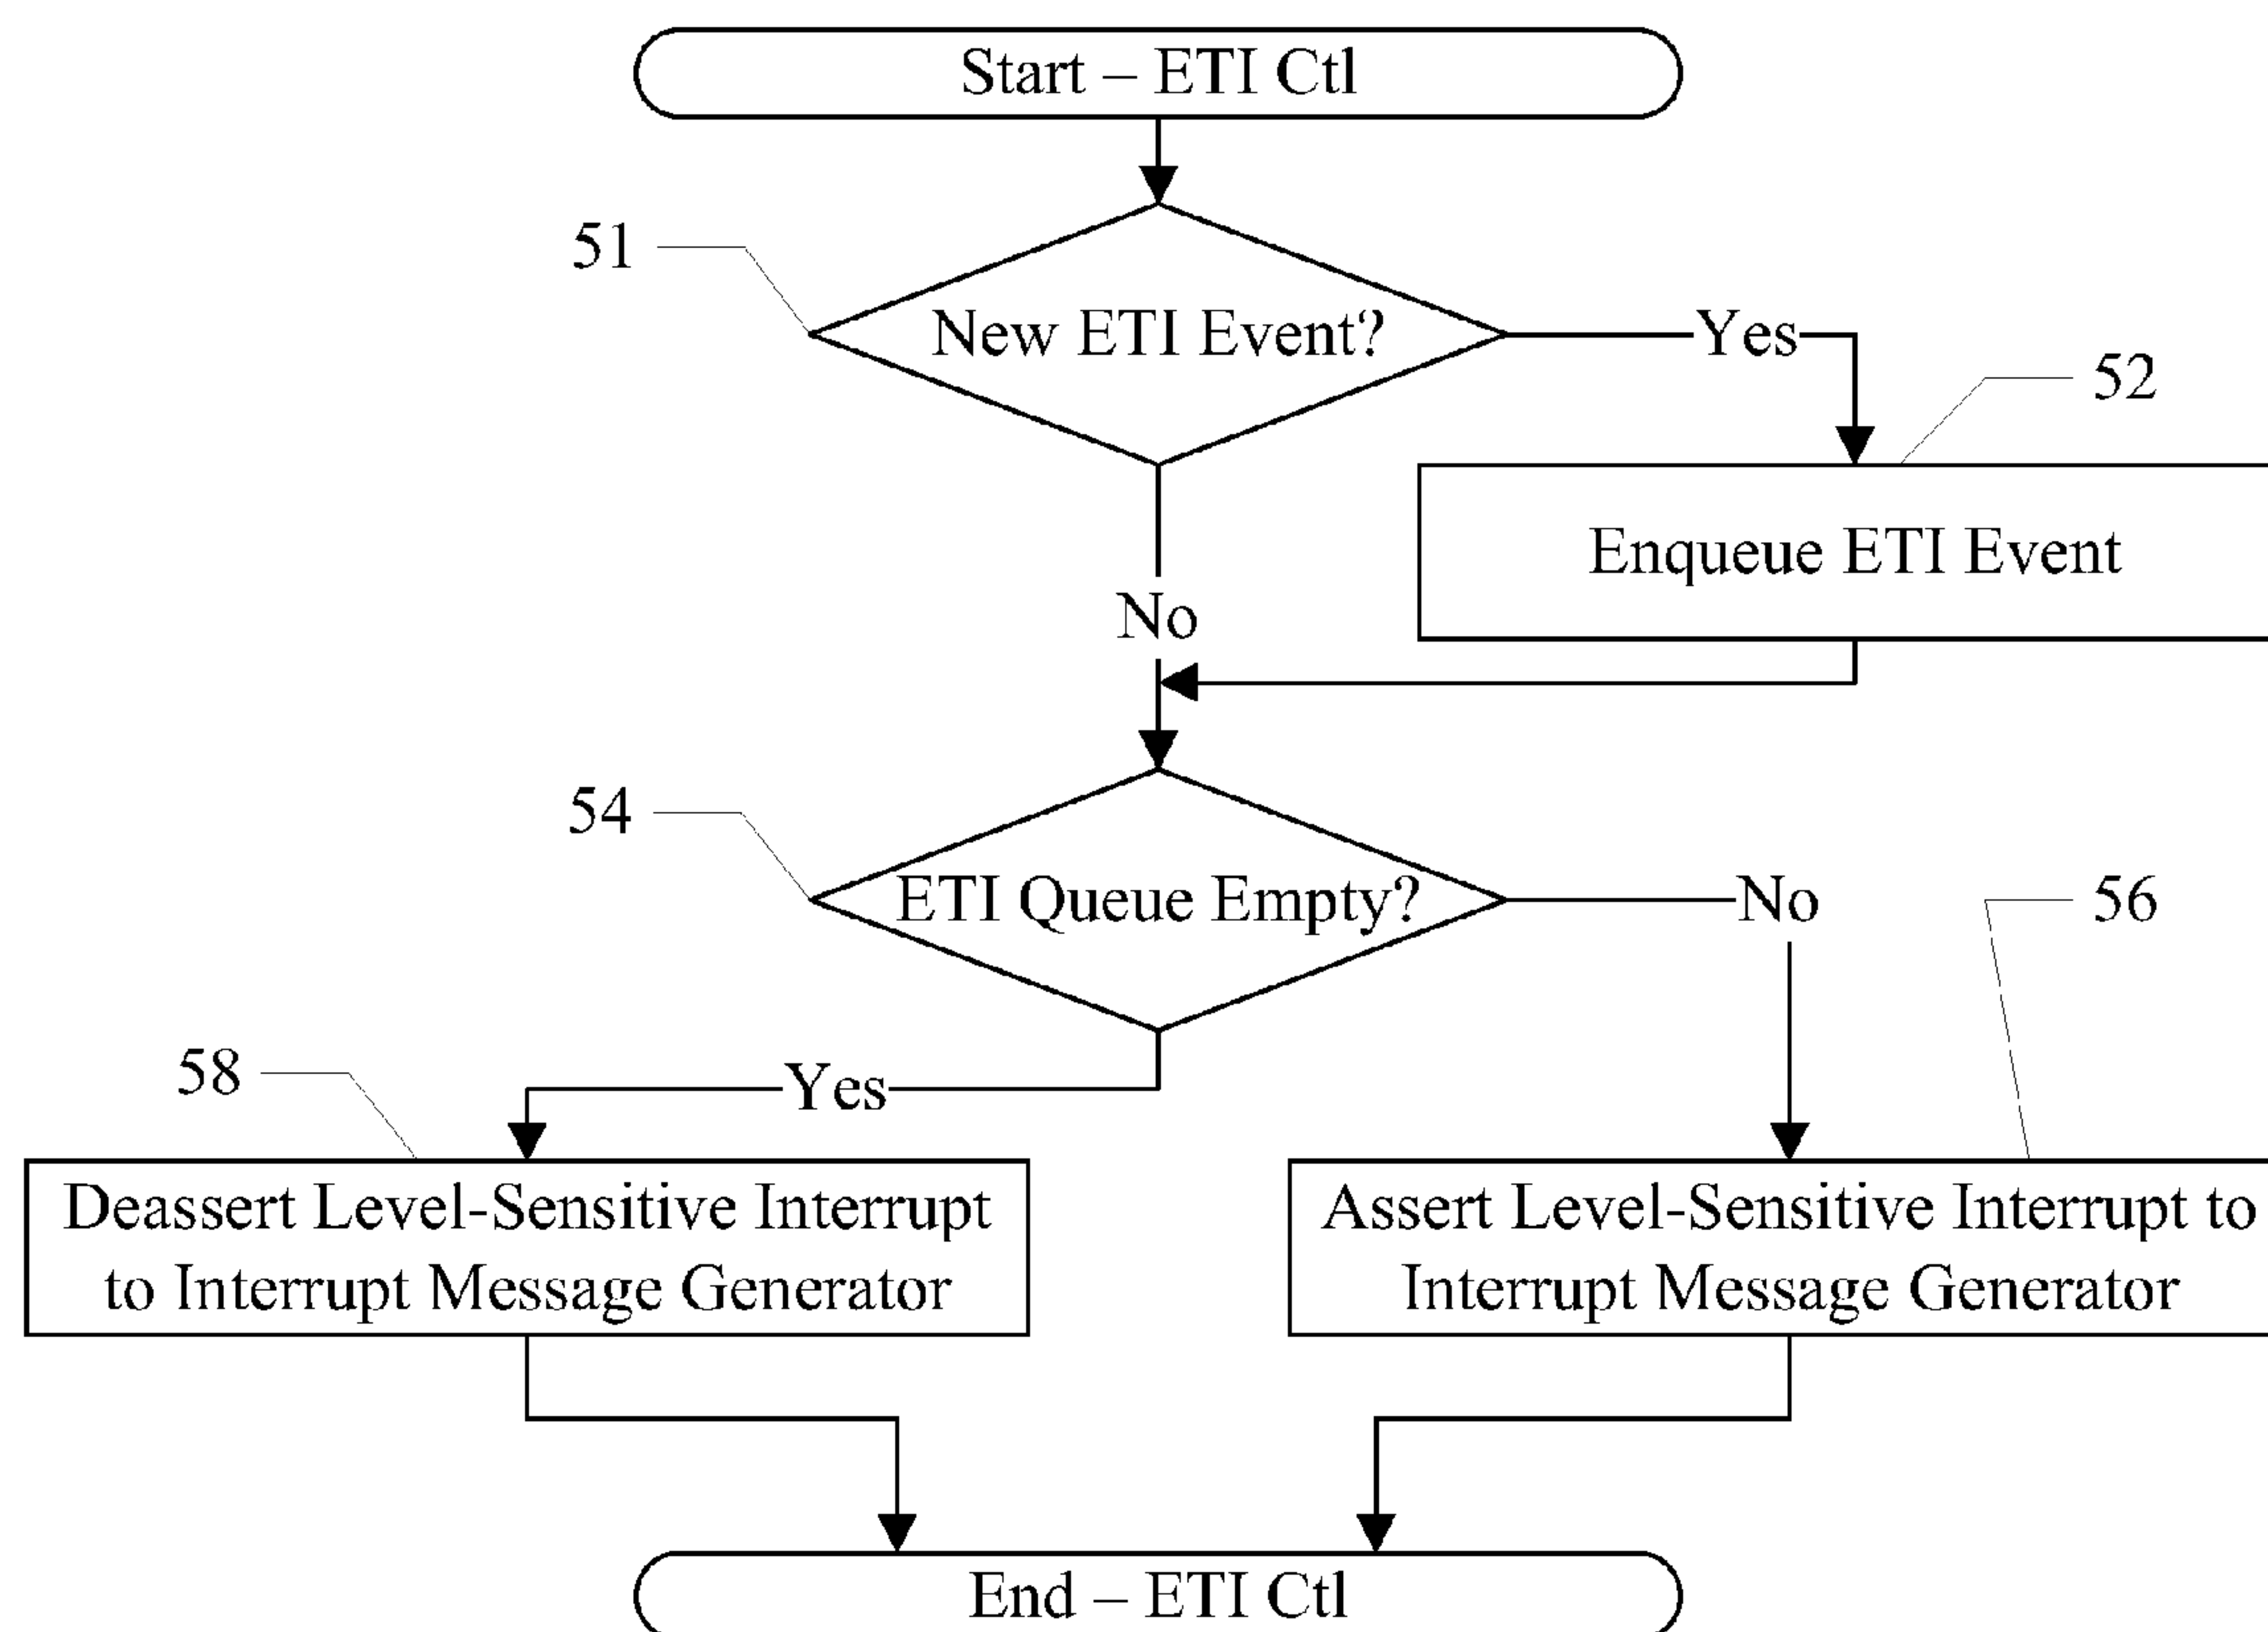 Start – ETI Ctl
51
New ETI Event?
Yes
52
Enqueue ETI Event
No
54
ETI Queue Empty?
No
56
58
Yes
Deassert Level-Sensitive Interrupt
to Interrupt Message Generator
Assert Level-Sensitive Interrupt to
Interrupt Message Generator
End – ETI Ctl